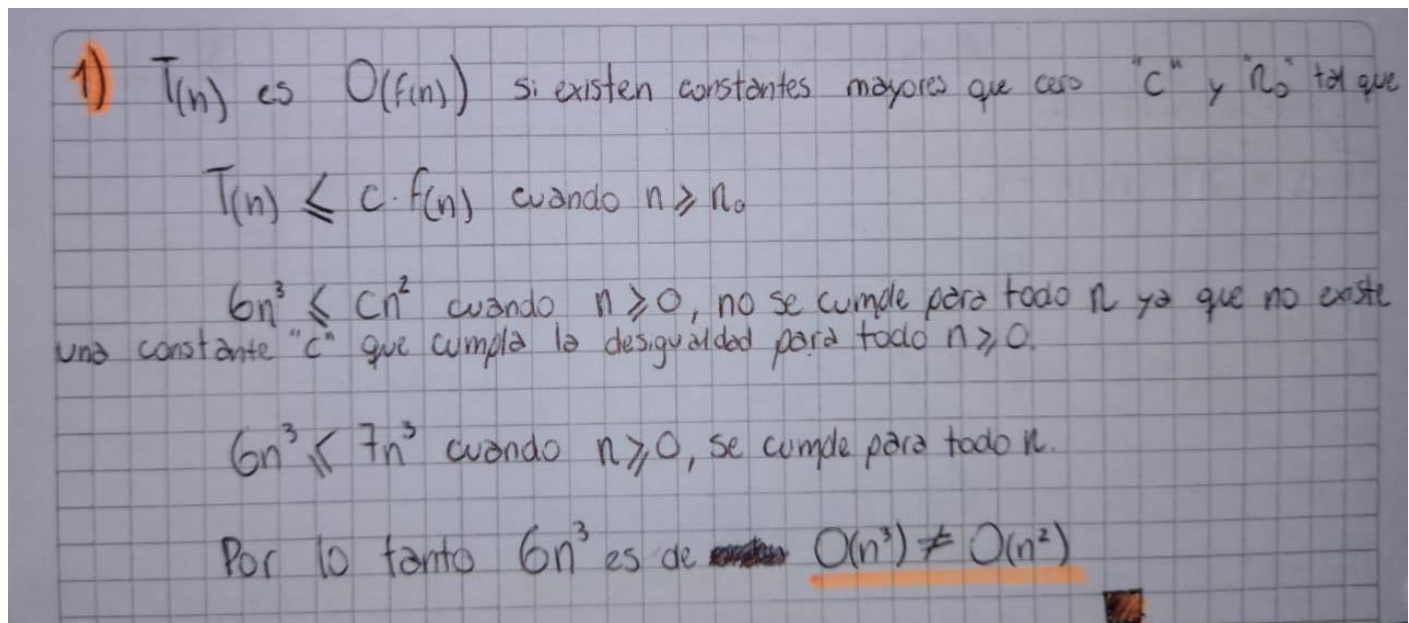 1) T(n) es O(f(n)) si existen constantes mayores que cero "c" y "n₀" tal que
T(n) ≤ c · f(n) cuando n ≥ n₀
6n³ ≤ cn² cuando n ≥ 0, no se cumple para todo n ya que no existe
una constante "c" que cumpla la desigualdad para todo n ≥ 0.
6n³ ≤ 7n³ cuando n ≥ 0, se cumple para todo n.
Por lo tanto 6n³ es de O(n³) ≠ O(n²)